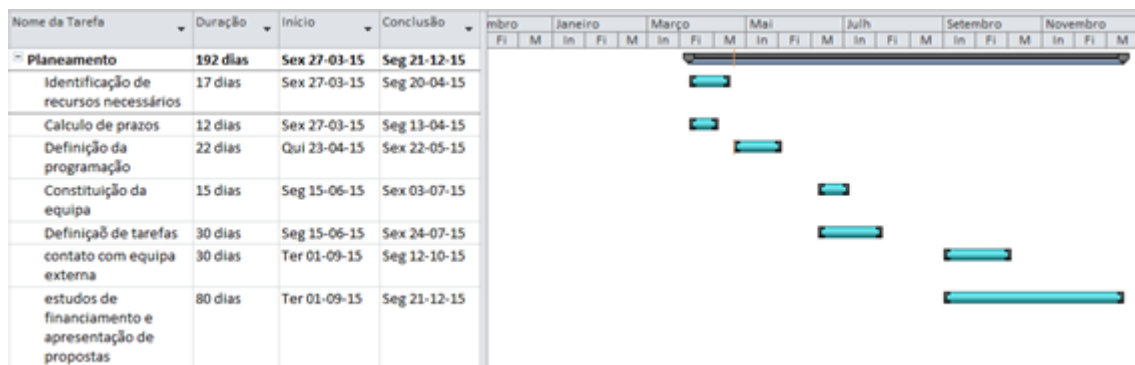 Nome da Tarefa Duração Início Conclusão mbro Janeiro Março Mai Julh Setembro Novembro
Fi M In Fi M In Fi M In Fi M In Fi M In Fi M In Fi M
Planeamento 192 dias Sex 27-03-15 Seg 21-12-15
Identificação de 17 dias Sex 27-03-15 Seg 20-04-15
recursos necessários
Calculo de prazos 12 dias Sex 27-03-15 Seg 13-04-15
Definição da 22 dias Qui 23-04-15 Sex 22-05-15
programação
Constituição da 15 dias Seg 15-06-15 Sex 03-07-15
equipa
Definiçaõ de tarefas 30 dias Seg 15-06-15 Sex 24-07-15
contato com equipa 30 dias Ter 01-09-15 Seg 12-10-15
externa
estudos de 80 dias Ter 01-09-15 Seg 21-12-15
financiamento e
apresentação de
propostas